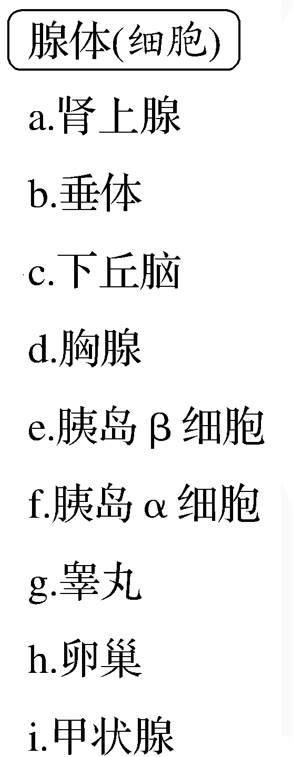 腺体(细胞)
a.肾上腺
b.垂体
c.下丘脑
d.胸腺
e.胰岛β细胞
f.胰岛α细胞
g.睾丸
h.卵巢
i.甲状腺